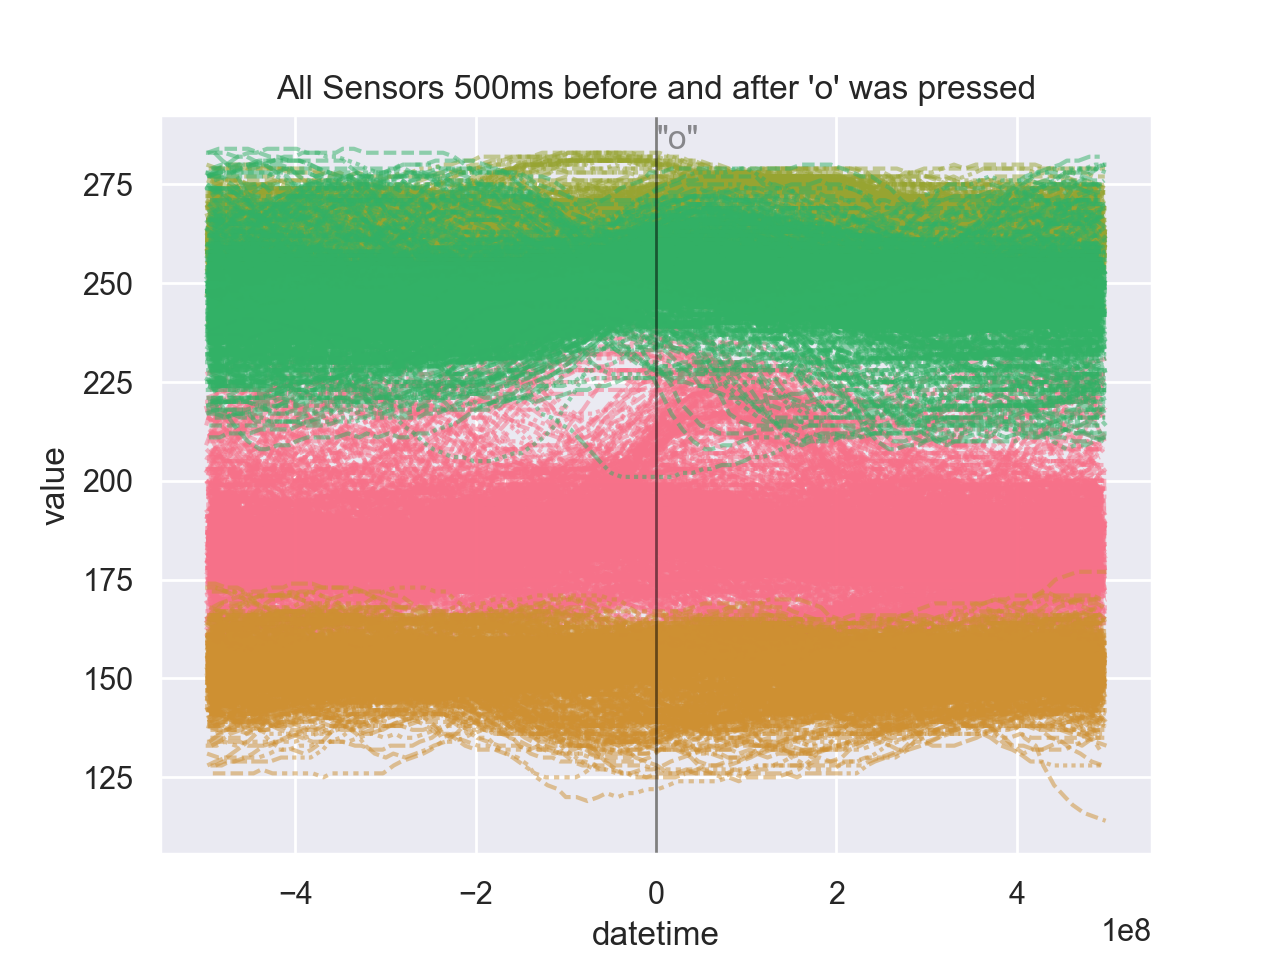 All Sensors 500ms before and after 'o' was pressed
"o"
275
250
225
200
175
150
125
value
−4
−2
0
2
4
1e8
datetime